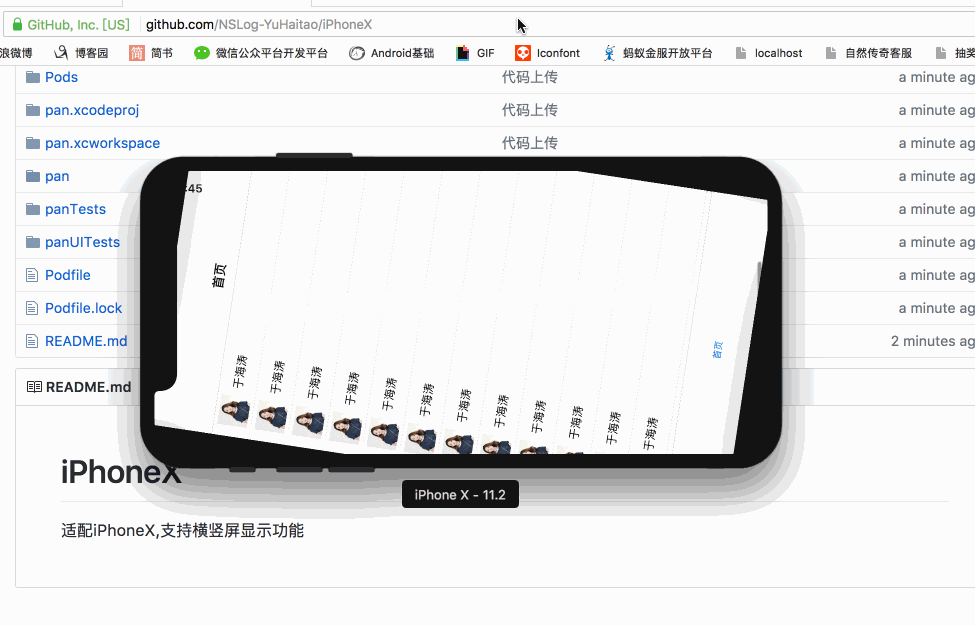 GitHub, Inc. [US] github.com/NSLog-YuHaitao/iPhoneX
浪微博 博客园 简 简书 微信公众平台开发平台 Android基础 GIF Iconfont 蚂蚁金服开放平台 localhost 自然传奇客服 抽奖
Pods 代码上传 a minute ag
pan.xcodeproj 代码上传 a minute ag
pan.xcworkspace 代码上传 a minute ag
pan a minute ag
panTests a minute ag
panUITests a minute ag
Podfile a minute ag
Podfile.lock a minute ag
README.md 2 minutes ag
README.md
:45
首页
于海涛
于海涛
于海涛
于海涛
于海涛
于海涛
于海涛
于海涛
于海涛
于海涛
于海涛
于海涛
首页
iPhoneX
iPhone X - 11.2
适配iPhoneX,支持横竖屏显示功能